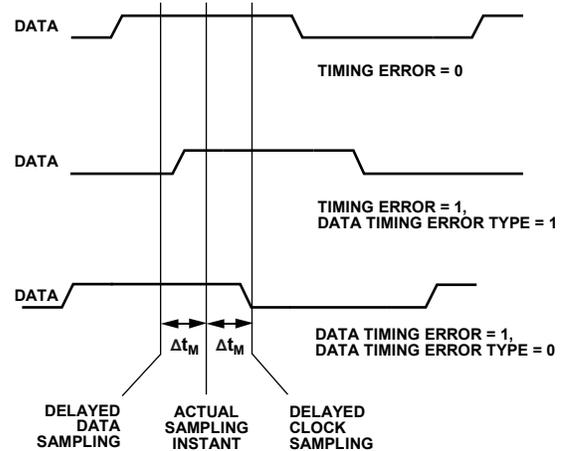 DATA
TIMING ERROR = 0
DATA
TIMING ERROR = 1,
DATA TIMING ERROR TYPE = 1
DATA
DATA TIMING ERROR = 1,
DATA TIMING ERROR TYPE = 0
ΔtM ΔtM
DELAYED
DATA
SAMPLING
ACTUAL
SAMPLING
INSTANT
DELAYED
CLOCK
SAMPLING